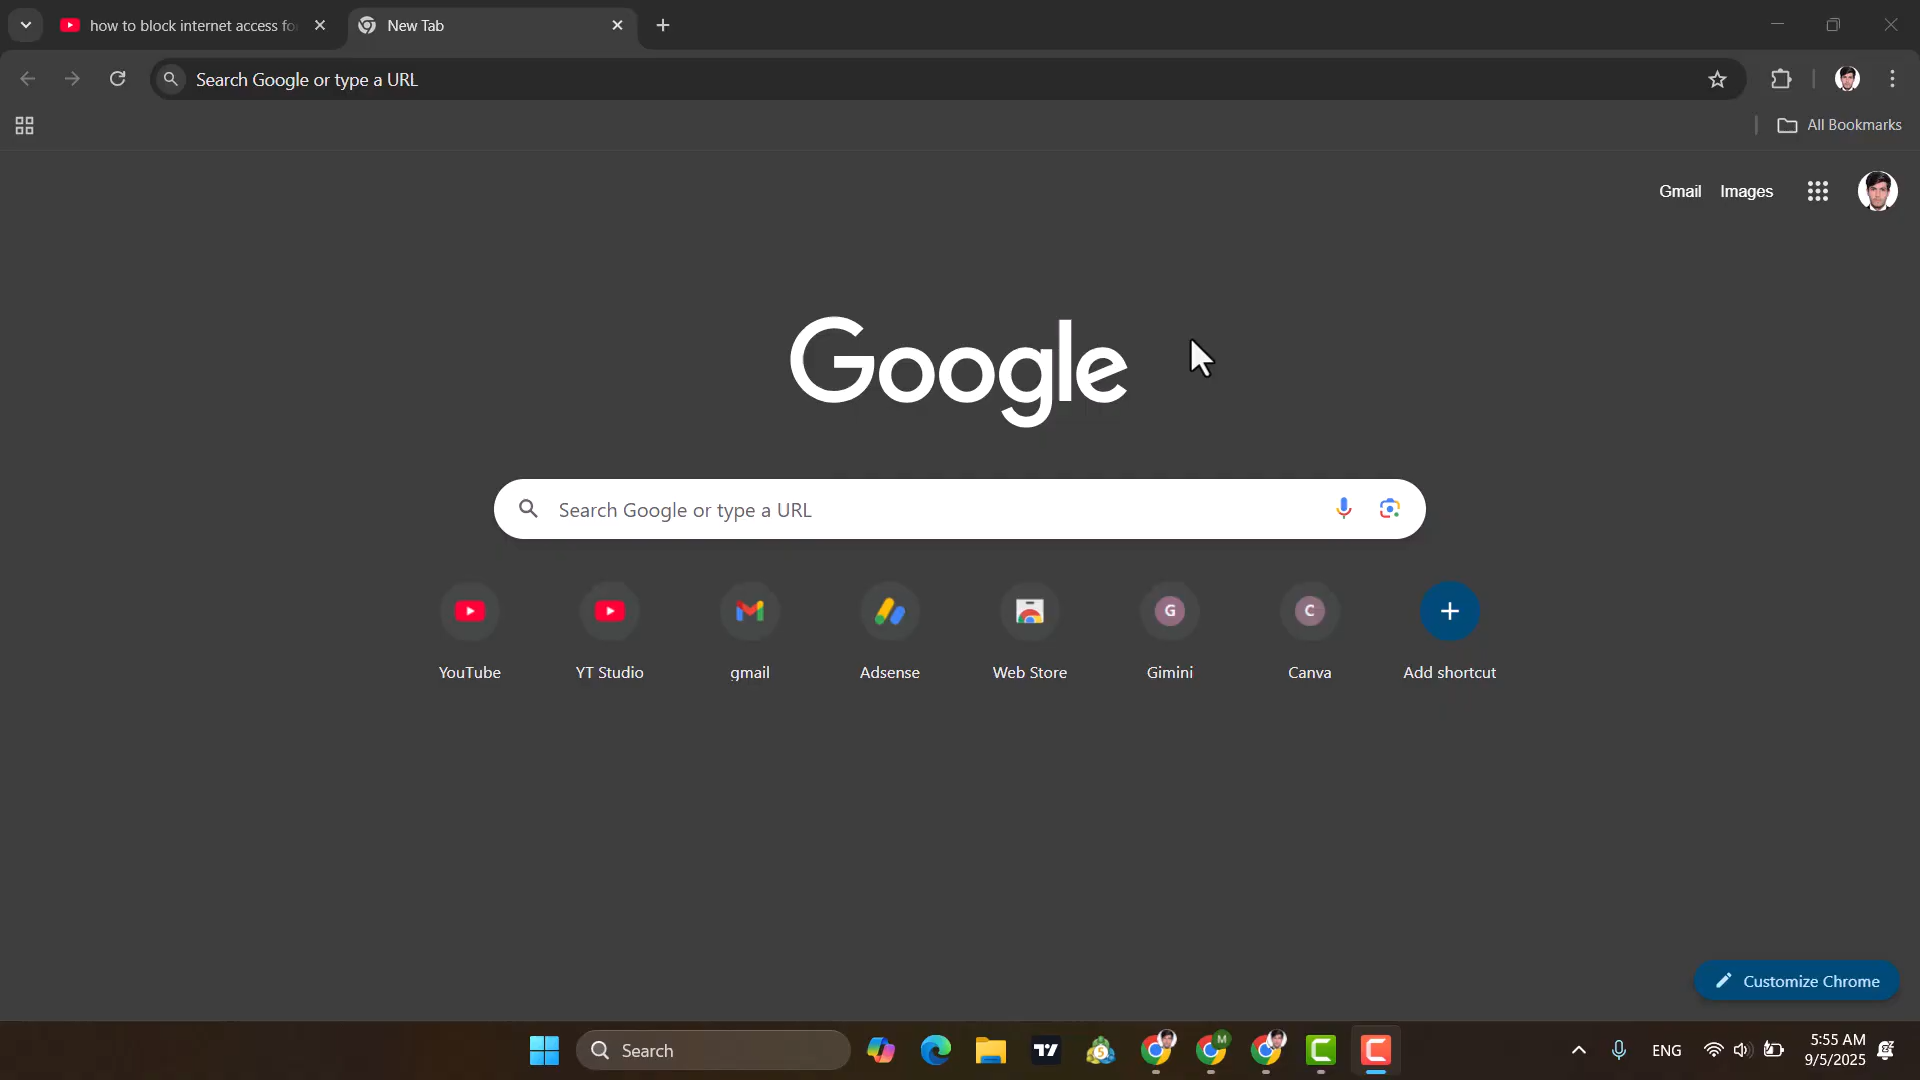 how to block internet access fo
New Tab
Search Google or type a URL
All Bookmarks
Gmail Images
Google
Search Google or type a URL
G C
YouTube YT Studio gmail Adsense Web Store Gimini Canva Add shortcut
Customize Chrome
Search
M
ENG
5:55 AM
9/5/2025